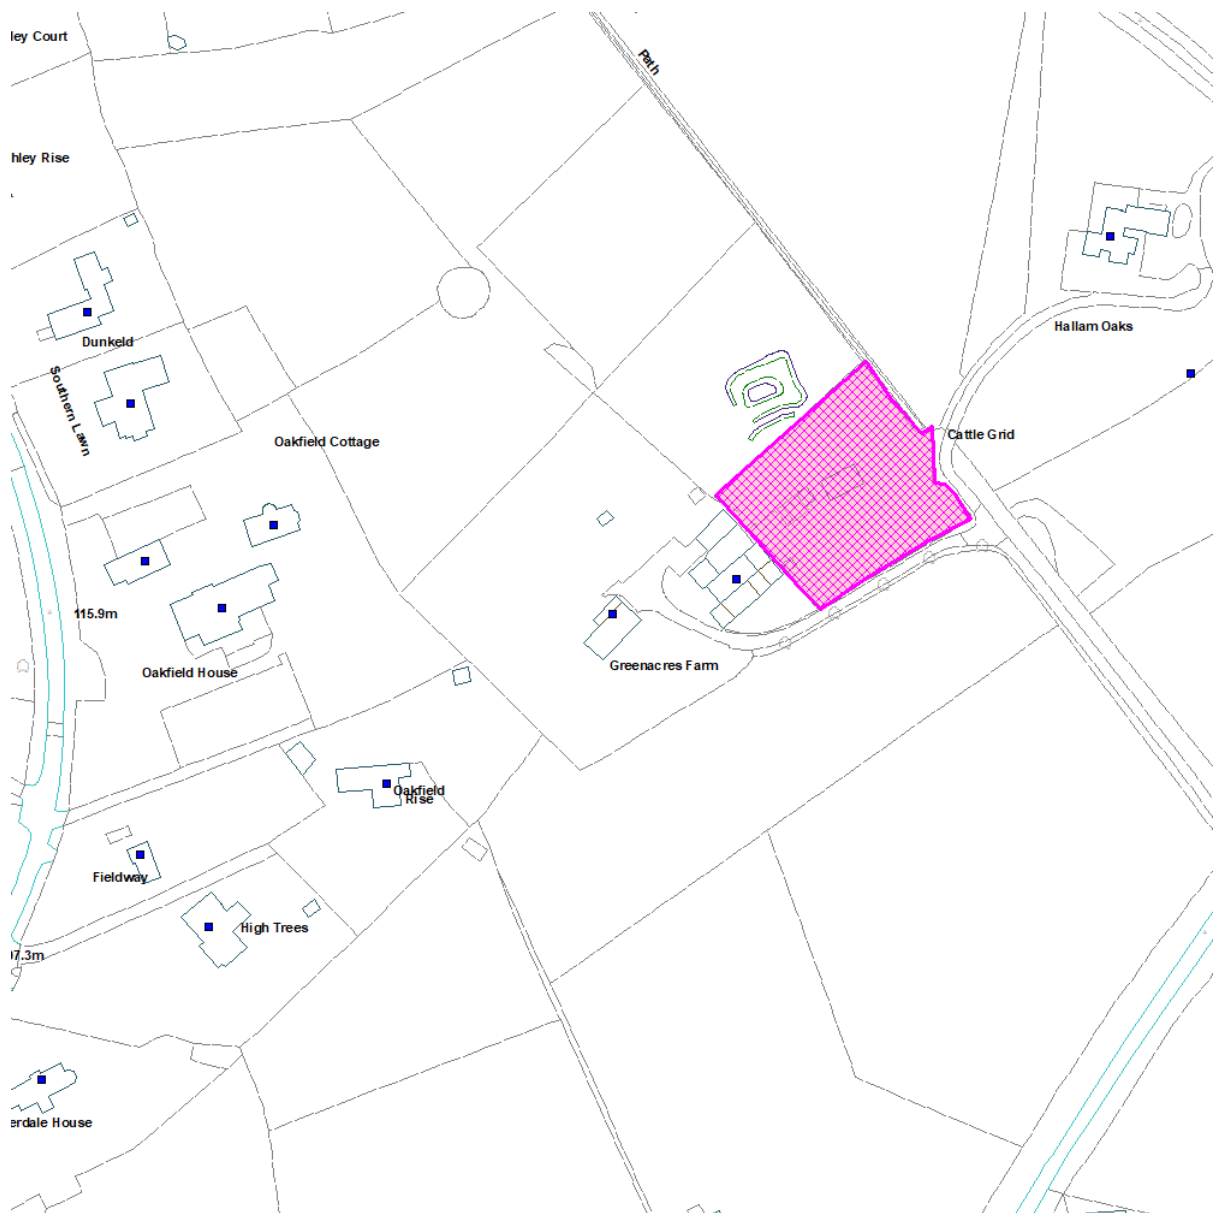 ley Court
Path
hley Rise
Hallam Oaks
Dunkeld
Southern Lawn
Oakfield Cottage
Cattle Grid
115.9m
Greenacres Farm
Oakfield House
Oakfield
Rise
Fieldway
High Trees
07.3m
erdale House